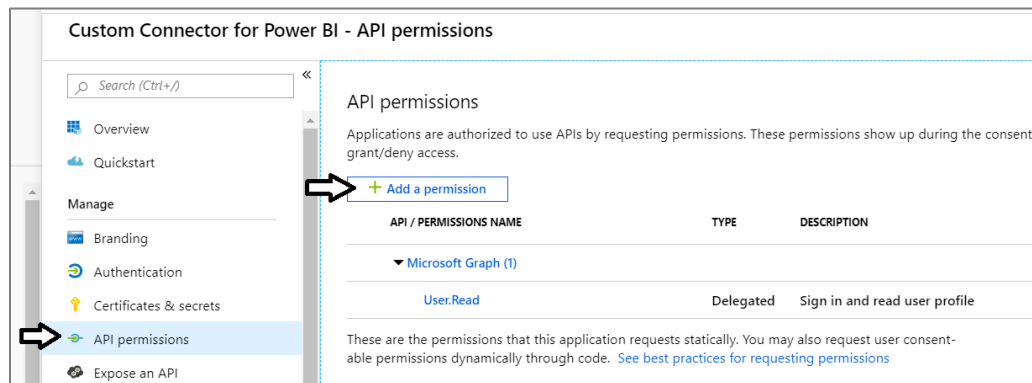 Custom Connector for Power BI - API permissions
Search (Ctrl+/)
«
Overview
Quickstart
Manage
Branding
Authentication
Certificates & secrets
API permissions
Expose an API
API permissions
Applications are authorized to use APIs by requesting permissions. These permissions show up during the consent
grant/deny access.
+ Add a permission
API / PERMISSIONS NAME TYPE DESCRIPTION
Microsoft Graph (1)
User.Read Delegated Sign in and read user profile
These are the permissions that this application requests statically. You may also request user consent-
able permissions dynamically through code. See best practices for requesting permissions